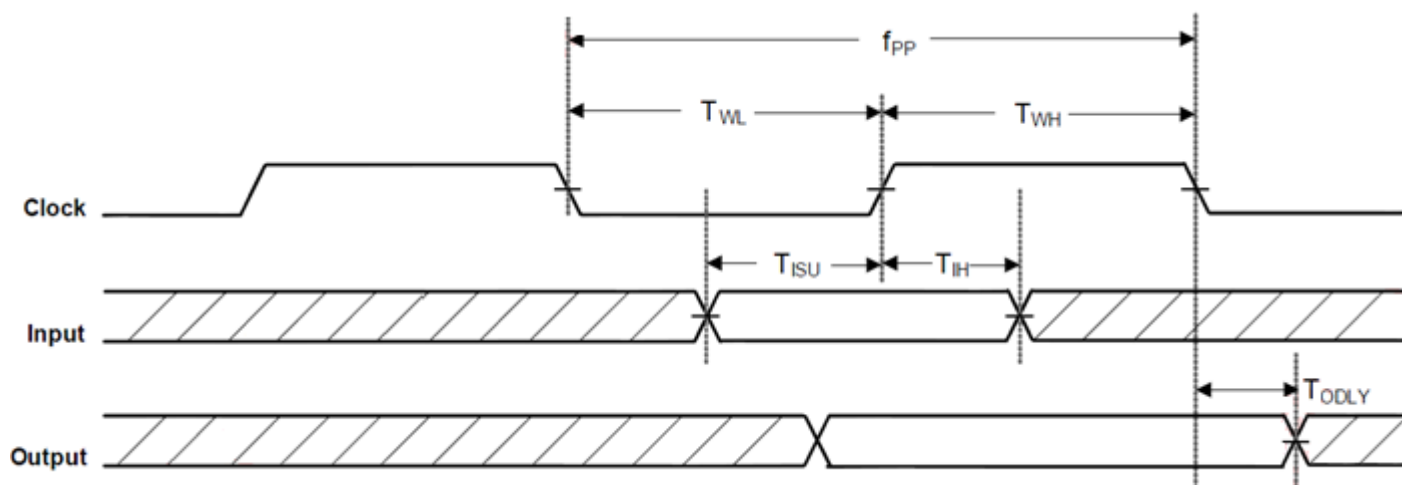 fPP
TWL
TWH
Clock
TISU
TIH
Input
TODLY
Output